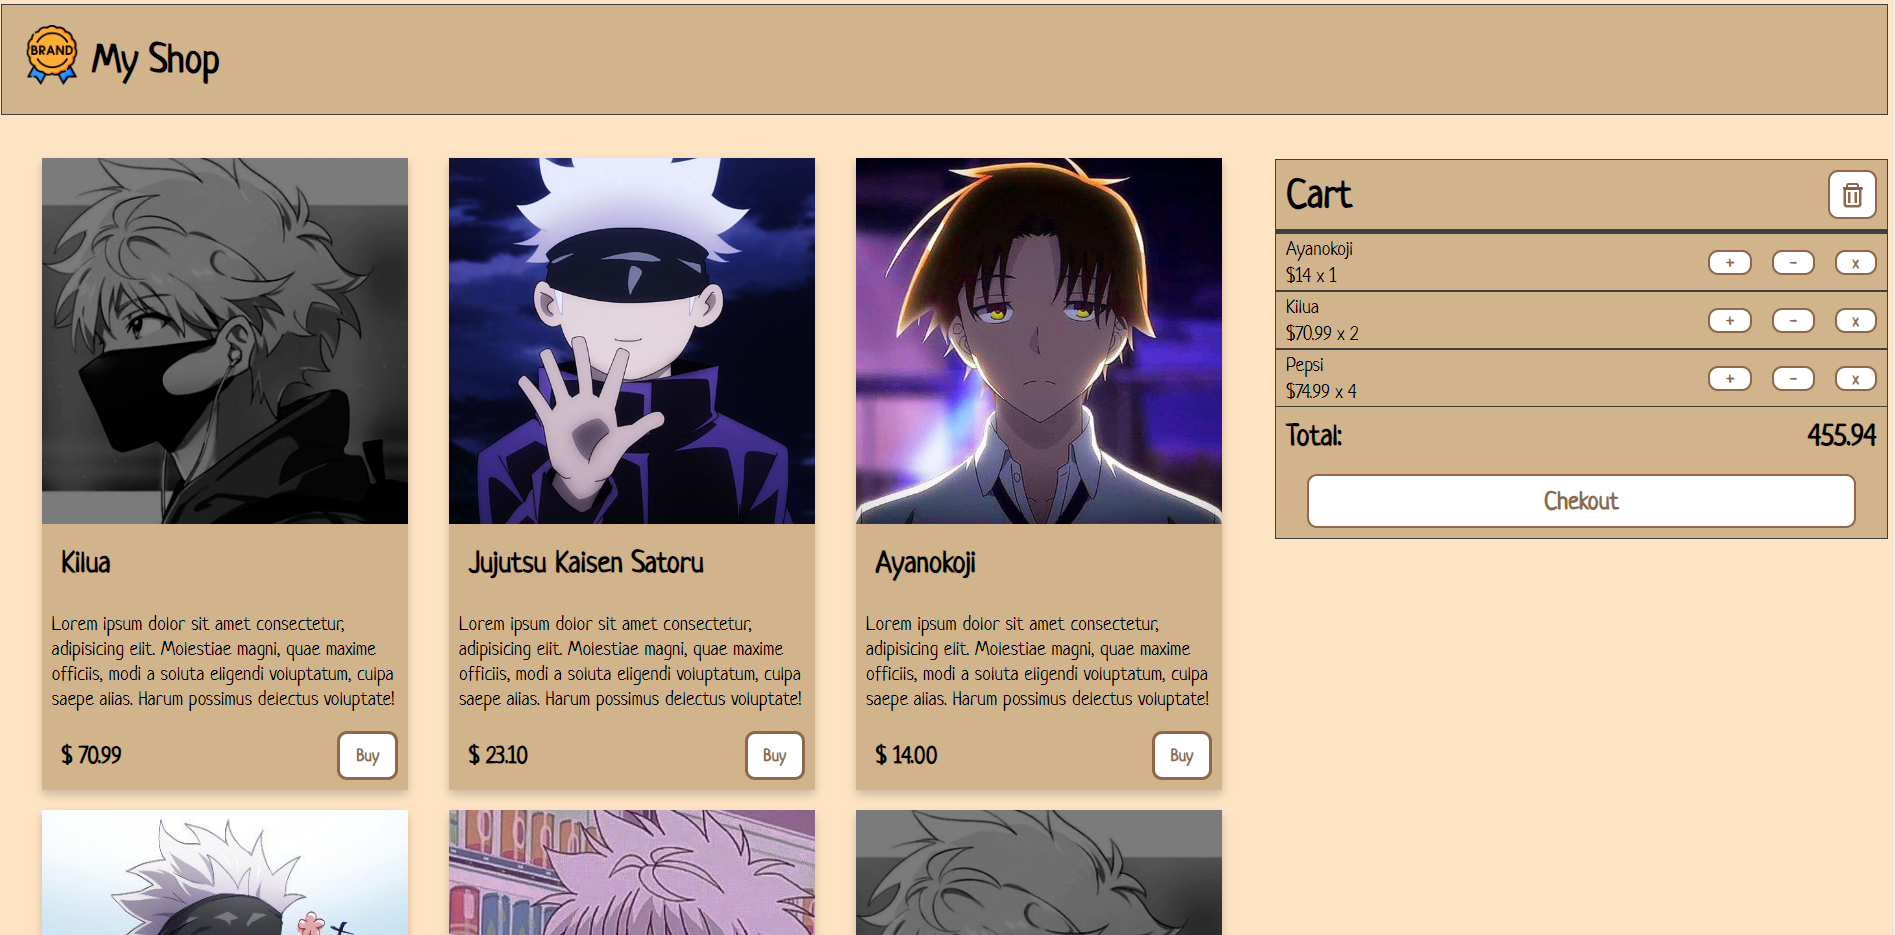 BRAND
My Shop
Kilua
Lorem ipsum dolor sit amet consectetur,
adipisicing elit. Molestiae magni, quae maxime
officiis, modi a soluta eligendi voluptatum, culpa
saepe alias. Harum possimus delectus voluptate!
$ 70.99
Buy
Jujutsu Kaisen Satoru
Lorem ipsum dolor sit amet consectetur,
adipisicing elit. Molestiae magni, quae maxime
officiis, modi a soluta eligendi voluptatum, culpa
saepe alias. Harum possimus delectus voluptate!
$ 23.10
Buy
Ayanokoji
Lorem ipsum dolor sit amet consectetur,
adipisicing elit. Molestiae magni, quae maxime
officiis, modi a soluta eligendi voluptatum, culpa
saepe alias. Harum possimus delectus voluptate!
$ 14.00
Buy
Cart
Ayanokoji
$14 x 1
+ - x
Kilua
$70.99 x 2
+ - x
Pepsi
$74.99 x 4
+ - x
Total: 455.94
Chekout